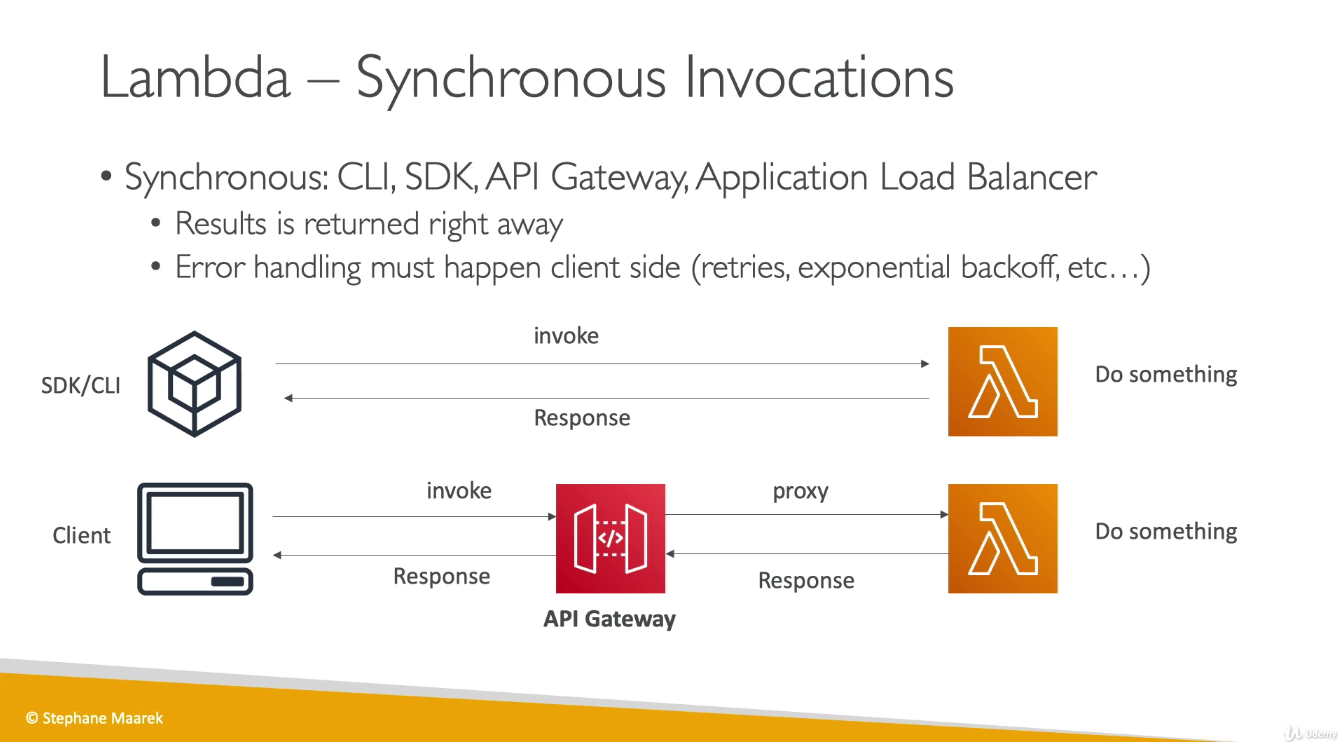 Lambda – Synchronous Invocations
• Synchronous: CLI, SDK, API Gateway, Application Load Balancer
• Results is returned right away
• Error handling must happen client side (retries, exponential backoff, etc…)
invoke
SDK/CLI
Do something
Response
invoke
proxy
Client
</>
Do something
Response
Response
API Gateway
© Stephane Maarek
Udemy